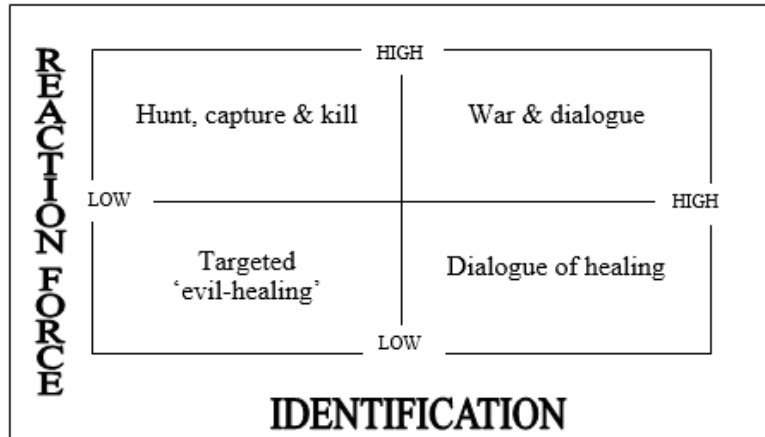 REACTION FORCE
HIGH
Hunt, capture & kill
War & dialogue
LOW
HIGH
Targeted
‘evil-healing’
Dialogue of healing
LOW
IDENTIFICATION